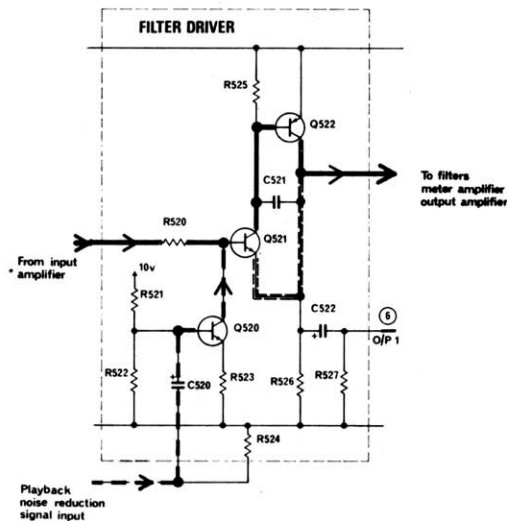 FILTER DRIVER
R525
Q522
C521
To filters
meter amplifier
output amplifier
R520
Q521
From input
* amplifier
10v
R521
C522
6
O/P 1
Q520
R522
C520
R523
R526
R527
R524
Playback
noise reduction
signal input